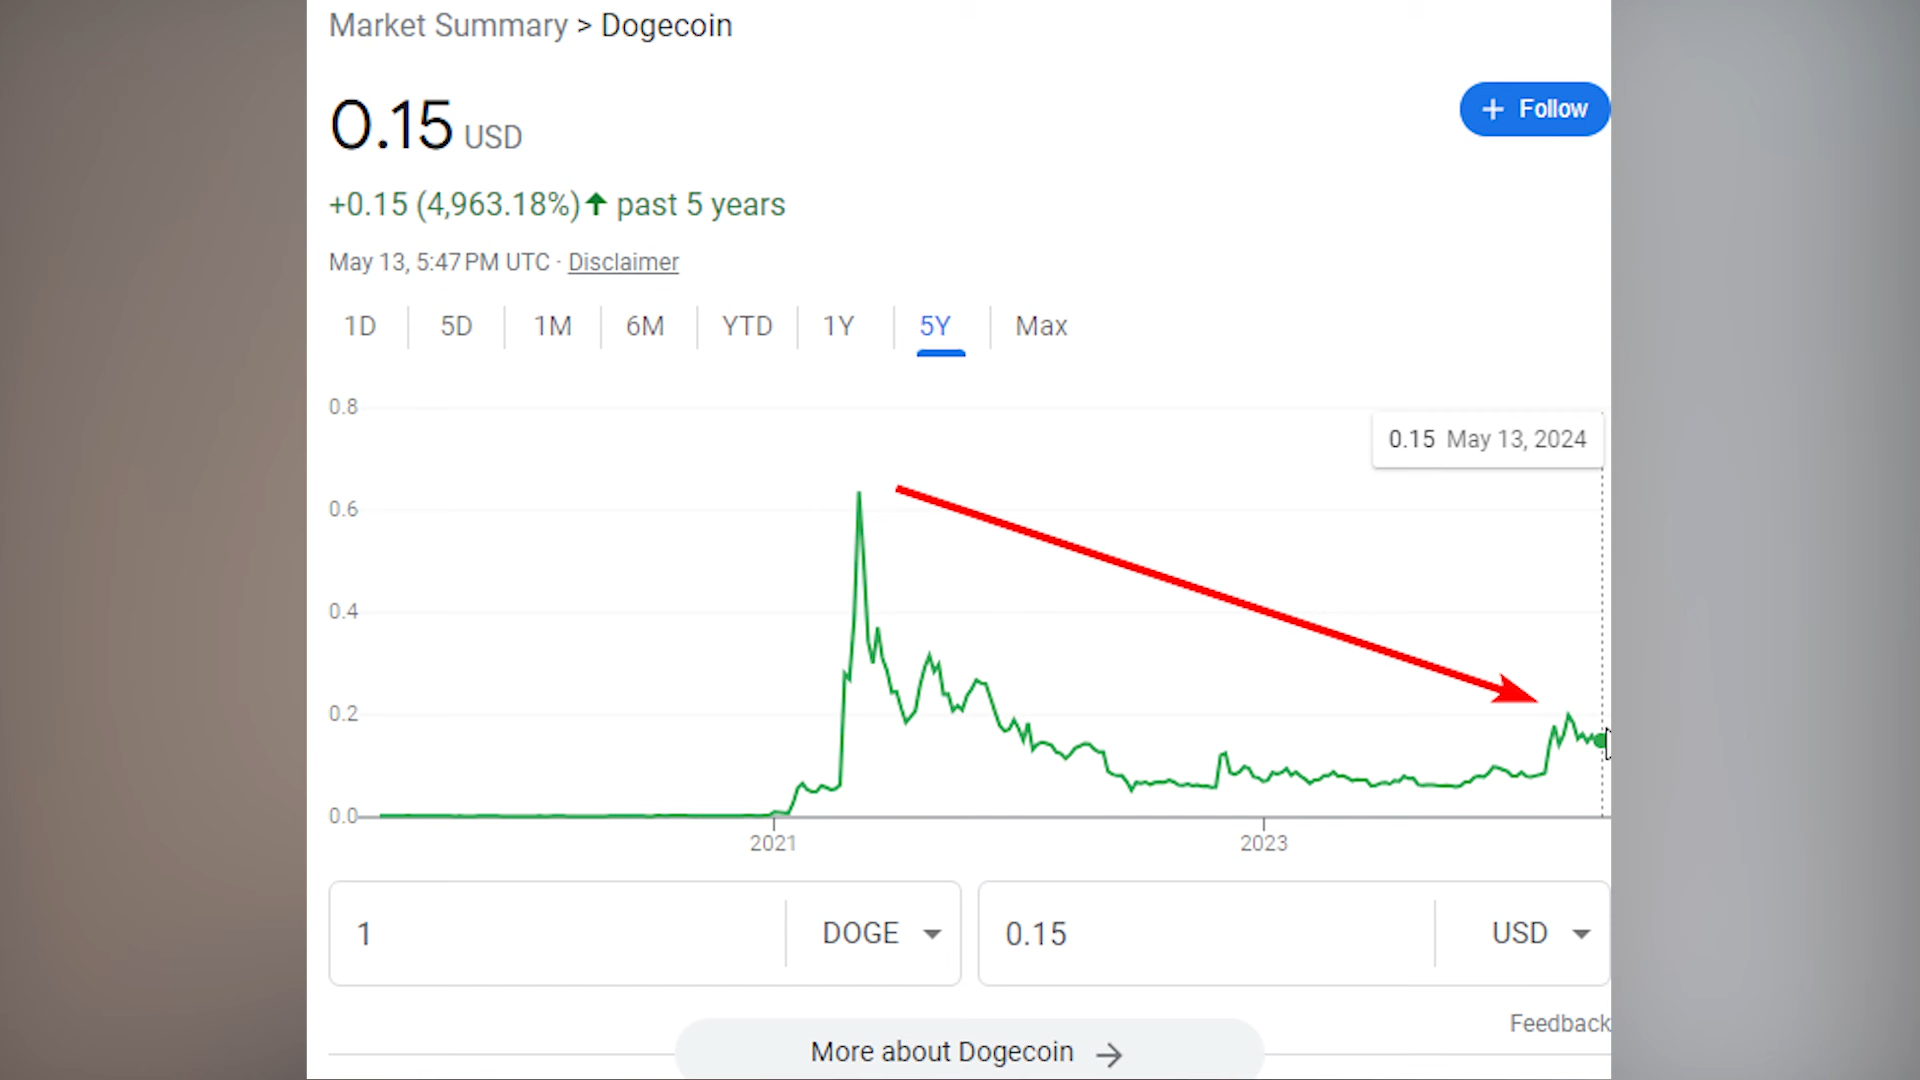 Market Summary > Dogecoin
0.15 USD
+ Follow
+0.15 (4,963.18%) ↑ past 5 years
May 13, 5:47 PM UTC · Disclaimer
1D 5D 1M 6M YTD 1Y 5Y Max
0.8
0.15 May 13, 2024
0.6
0.4
0.2
0.0
2021 2023
1 DOGE 0.15 USD
Feedback
More about Dogecoin →